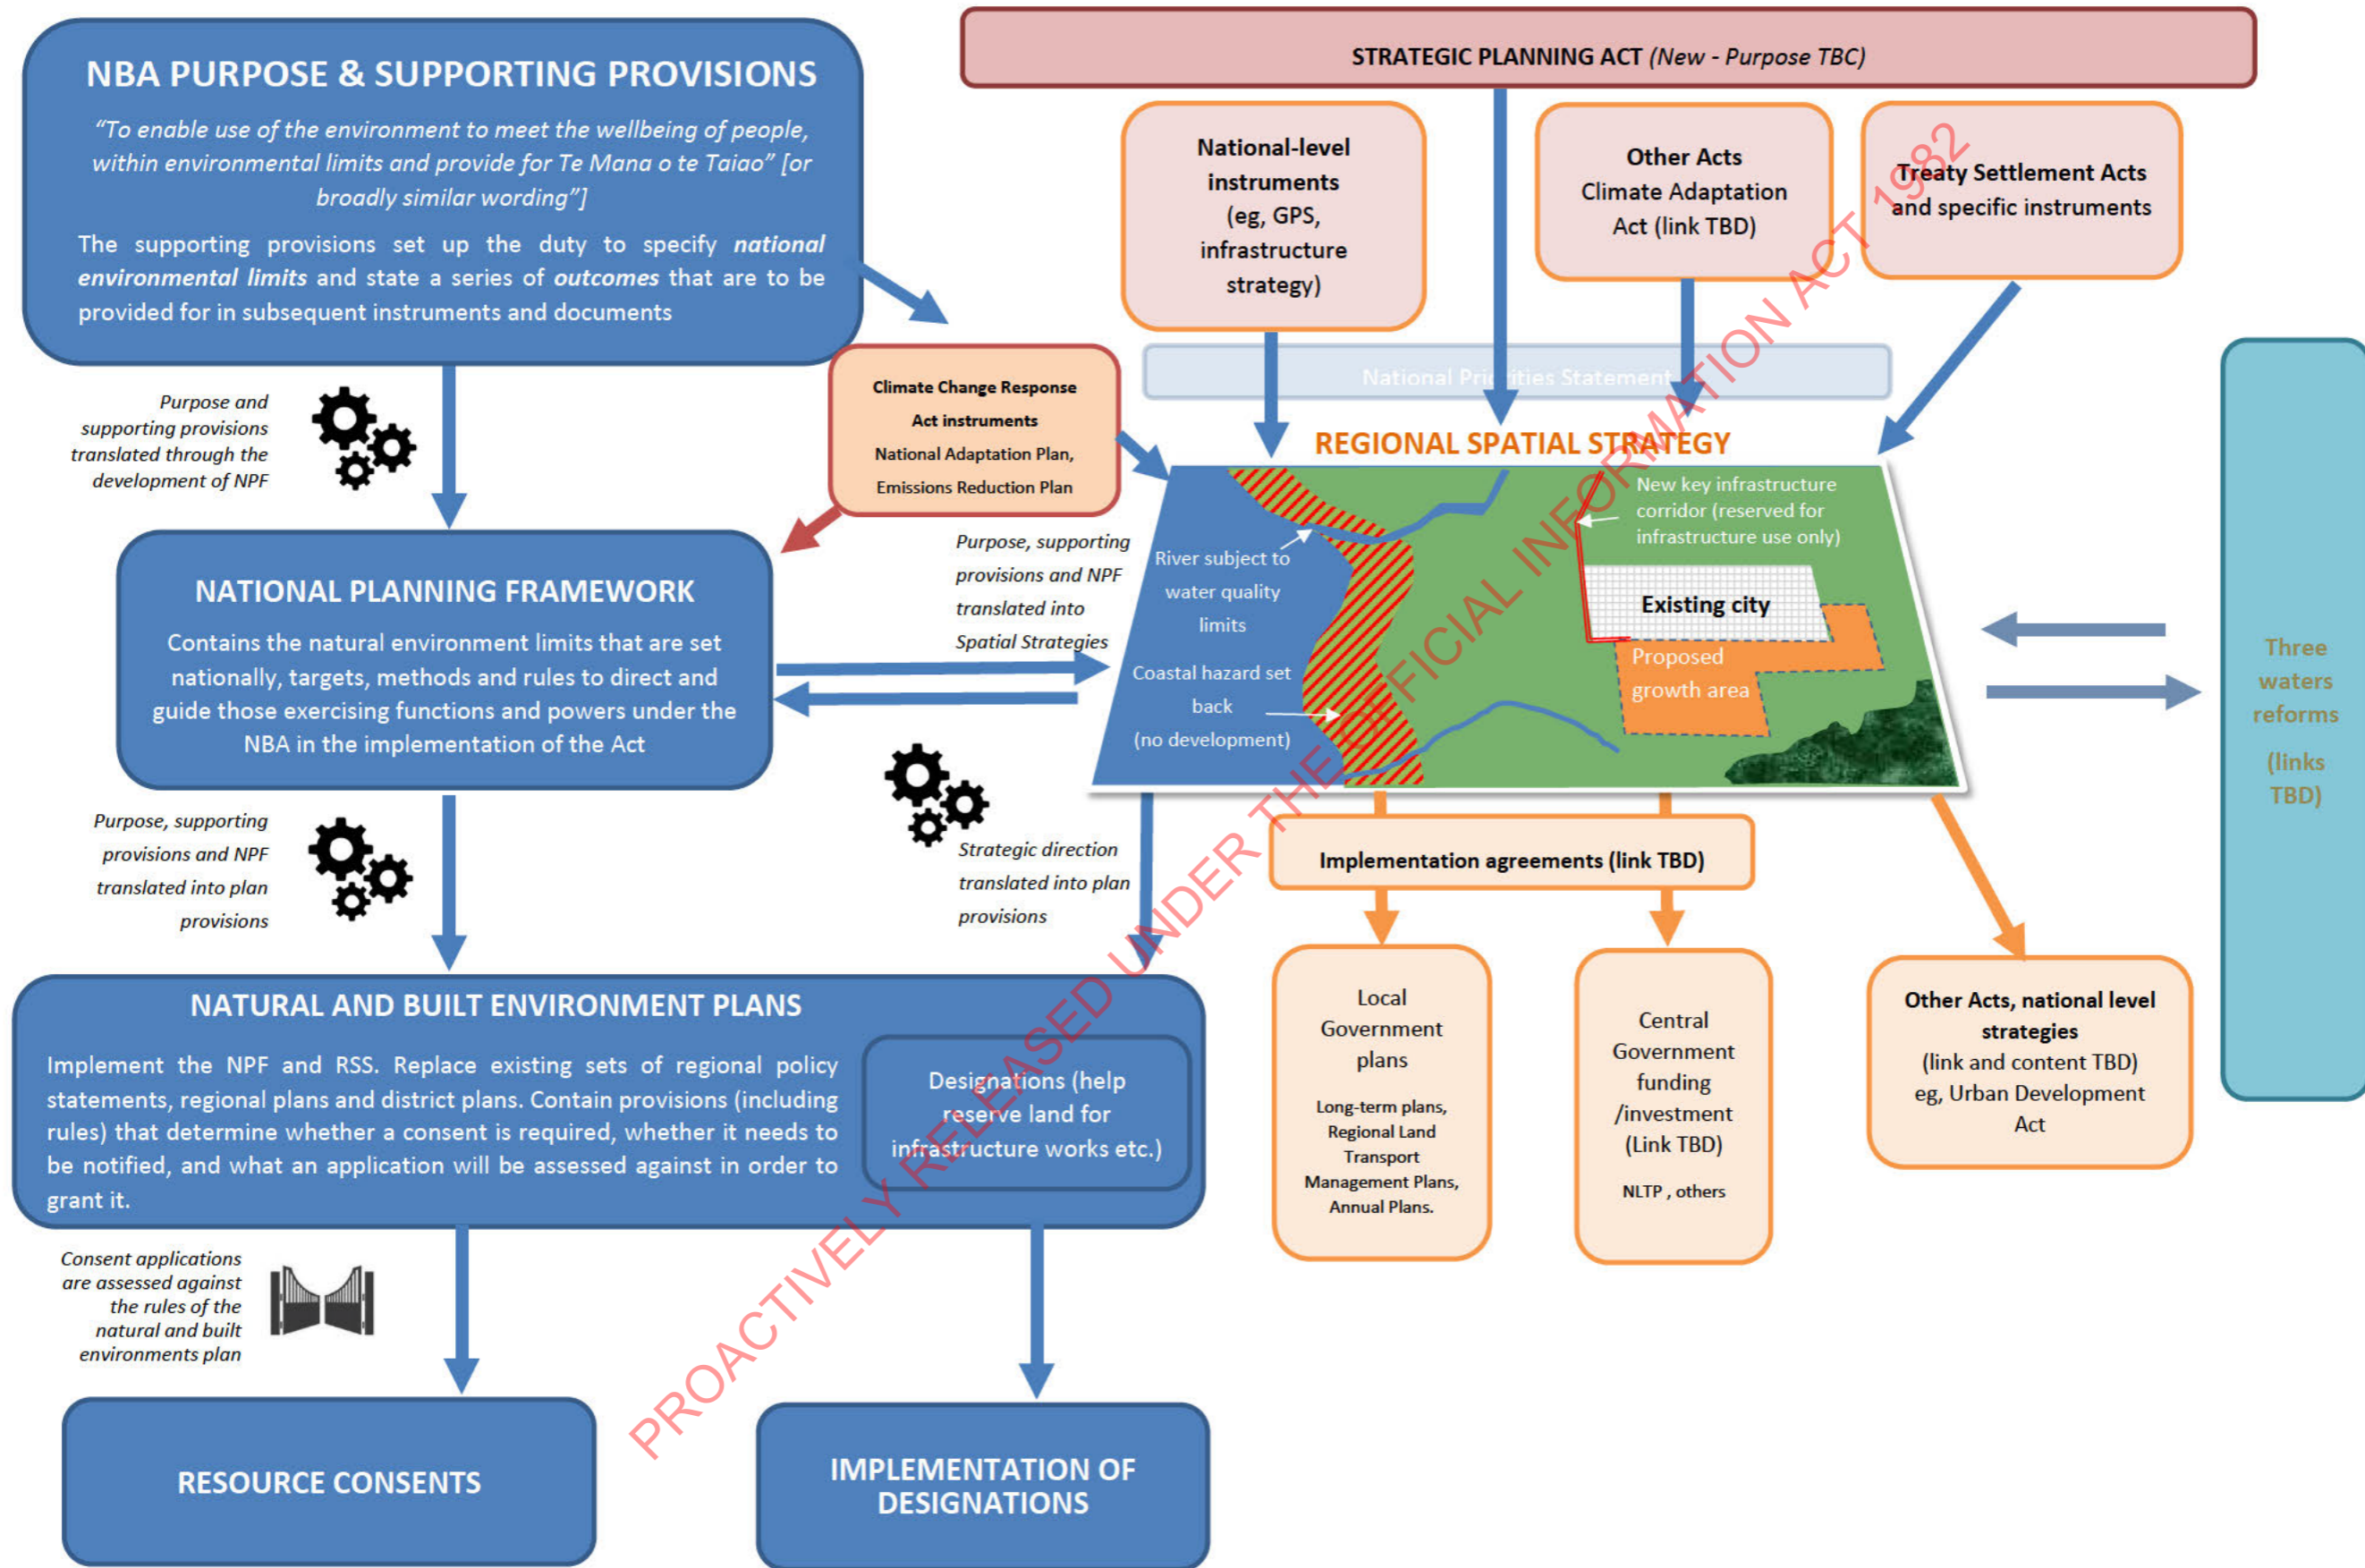 NBA PURPOSE & SUPPORTING PROVISIONS
“To enable use of the environment to meet the wellbeing of people,
within environmental limits and provide for Te Mana o te Taiao” [or
broadly similar wording”]
The supporting provisions set up the duty to specify national
environmental limits and state a series of outcomes that are to be
provided for in subsequent instruments and documents
STRATEGIC PLANNING ACT (New - Purpose TBC)
National-level
instruments
(eg, GPS,
infrastructure
strategy)
Other Acts
Climate Adaptation
Act (link TBD)
Treaty Settlement Acts
and specific instruments
National Priorities Statement
Purpose and
supporting provisions
translated through the
development of NPF
Climate Change Response
Act instruments
National Adaptation Plan,
Emissions Reduction Plan
REGIONAL SPATIAL STRATEGY
New key infrastructure
corridor (reserved for
infrastructure use only)
River subject to
water quality
limits
Existing city
Proposed
growth area
Coastal hazard set
back
(no development)
Three
waters
reforms
(links
TBD)
NATIONAL PLANNING FRAMEWORK
Contains the natural environment limits that are set
nationally, targets, methods and rules to direct and
guide those exercising functions and powers under the
NBA in the implementation of the Act
Purpose, supporting
provisions and NPF
translated into
Spatial Strategies
Purpose, supporting
provisions and NPF
translated into plan
provisions
Strategic direction
translated into plan
provisions
Implementation agreements (link TBD)
NATURAL AND BUILT ENVIRONMENT PLANS
Implement the NPF and RSS. Replace existing sets of regional policy
statements, regional plans and district plans. Contain provisions (including
rules) that determine whether a consent is required, whether it needs to
be notified, and what an application will be assessed against in order to
grant it.
Designations (help
reserve land for
infrastructure works etc.)
Local
Government
plans
Long-term plans,
Regional Land
Transport
Management Plans,
Annual Plans.
Central
Government
funding
/investment
(Link TBD)
NLTP , others
Other Acts, national level
strategies
(link and content TBD)
eg, Urban Development
Act
Consent applications
are assessed against
the rules of the
natural and built
environments plan
RESOURCE CONSENTS
IMPLEMENTATION OF
DESIGNATIONS
PROACTIVELY RELEASED UNDER THE OFFICIAL INFORMATION ACT 1982